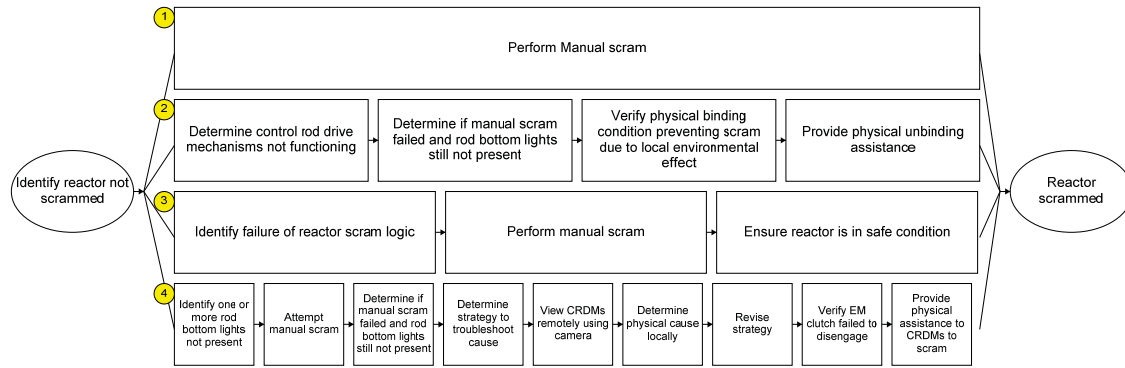 1
Perform Manual scram
2
Determine control rod drive
mechanisms not functioning
Determine if manual scram
failed and rod bottom lights
still not present
Verify physical binding
condition preventing scram
due to local environmental
effect
Provide physical unbinding
assistance
Identify reactor not
scrammed
Reactor
scrammed
3
Identify failure of reactor scram logic
Perform manual scram
Ensure reactor is in safe condition
4
Identify one or
more rod
bottom lights
not present
Attempt
manual scram
Determine if
manual scram
failed and rod
bottom lights
still not present
Determine
strategy to
troubleshoot
cause
View CRDMs
remotely using
camera
Determine
physical cause
locally
Revise
strategy
Verify EM
clutch failed to
disengage
Provide
physical
assistance to
CRDMs to
scram